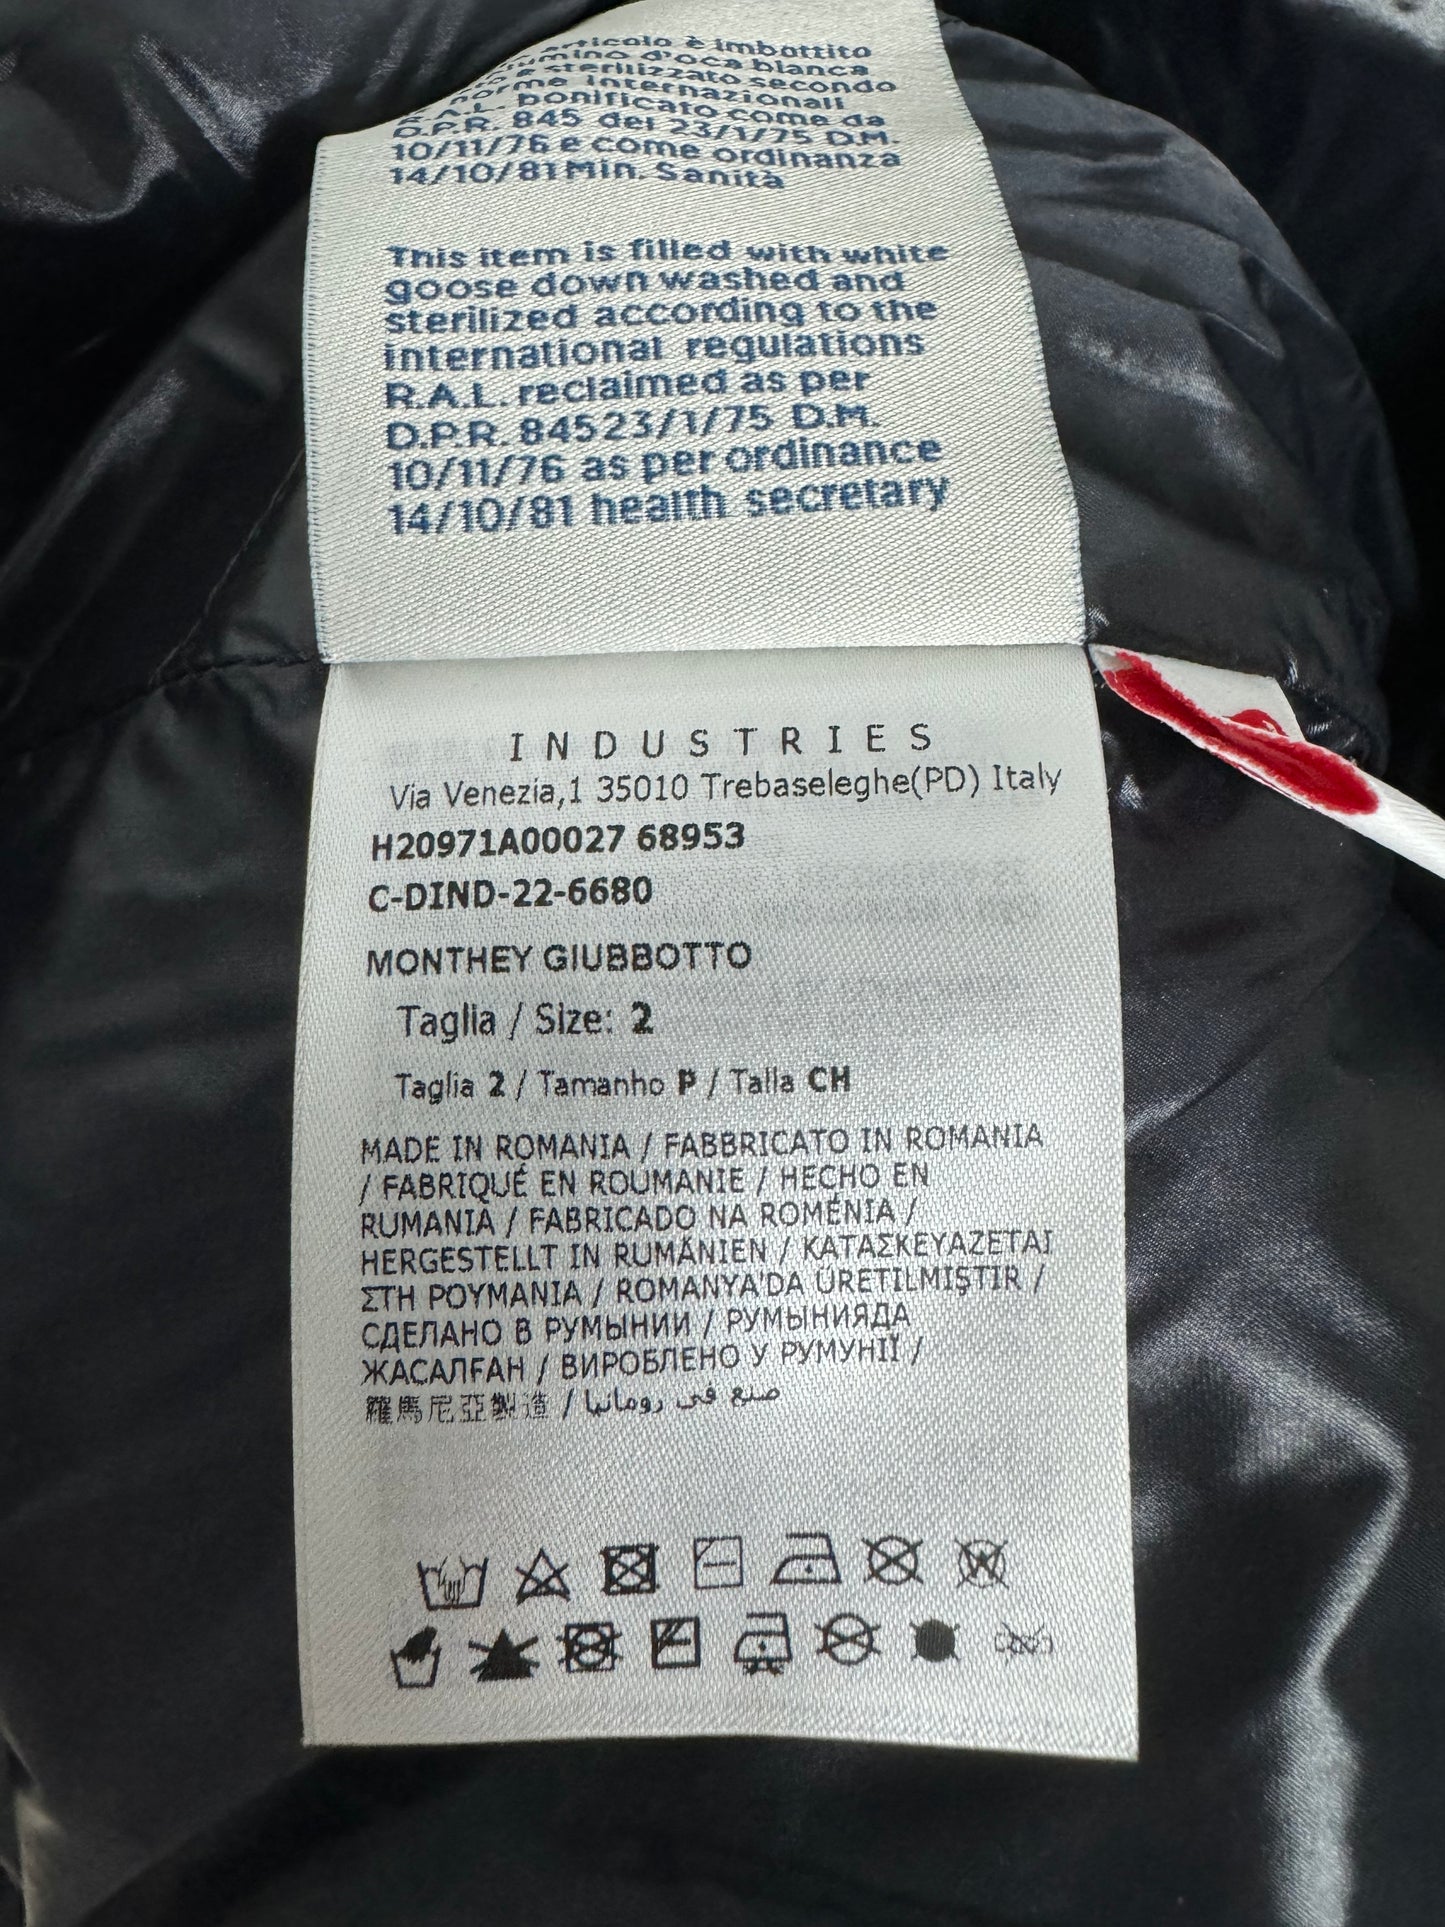 articolo è imbottito
piumino d'oca bianca
e sterilizzato secondo
norme internazionali
R.A.L. bonificato come da
D.P.R. 845 del 23/1/75 D.M.
10/11/76 e come ordinanza
14/10/81 Min. Sanità
This item is filled with white
goose down washed and
sterilized according to the
international regulations
R.A.L. reclaimed as per
D.P.R. 84523/1/75 D.M.
10/11/76 as per ordinance
14/10/81 health secretary
INDUSTRIES
Via Venezia,1 35010 Trebaseleghe(PD) Italy
H20971A00027 68953
C-DIND-22-6680
MONTHEY GIUBBOTTO
Taglia / Size: 2
Taglia 2 / Tamanho P / Talla CH
MADE IN ROMANIA / FABBRICATO IN ROMANIA
/ FABRIQUÉ EN ROUMANIE / HECHO EN
RUMANIA / FABRICADO NA ROMÉNIA /
HERGESTELLT IN RUMÄNIEN / ΚΑΤΑΣΚΕΥΑΖΕΤΑΙ
ΣΤΗ ΡΟΥΜΑΝΙΑ / ROMANYA'DA ÜRETILMIŞTIR /
СДЕЛАНО В РУМЫНИИ / РУМЫНИЯДА
ЖАСАЛҒАН / ВИРОБЛЕНО У РУМУНІЇ /
羅馬尼亞製造 / صنع في رومانيا